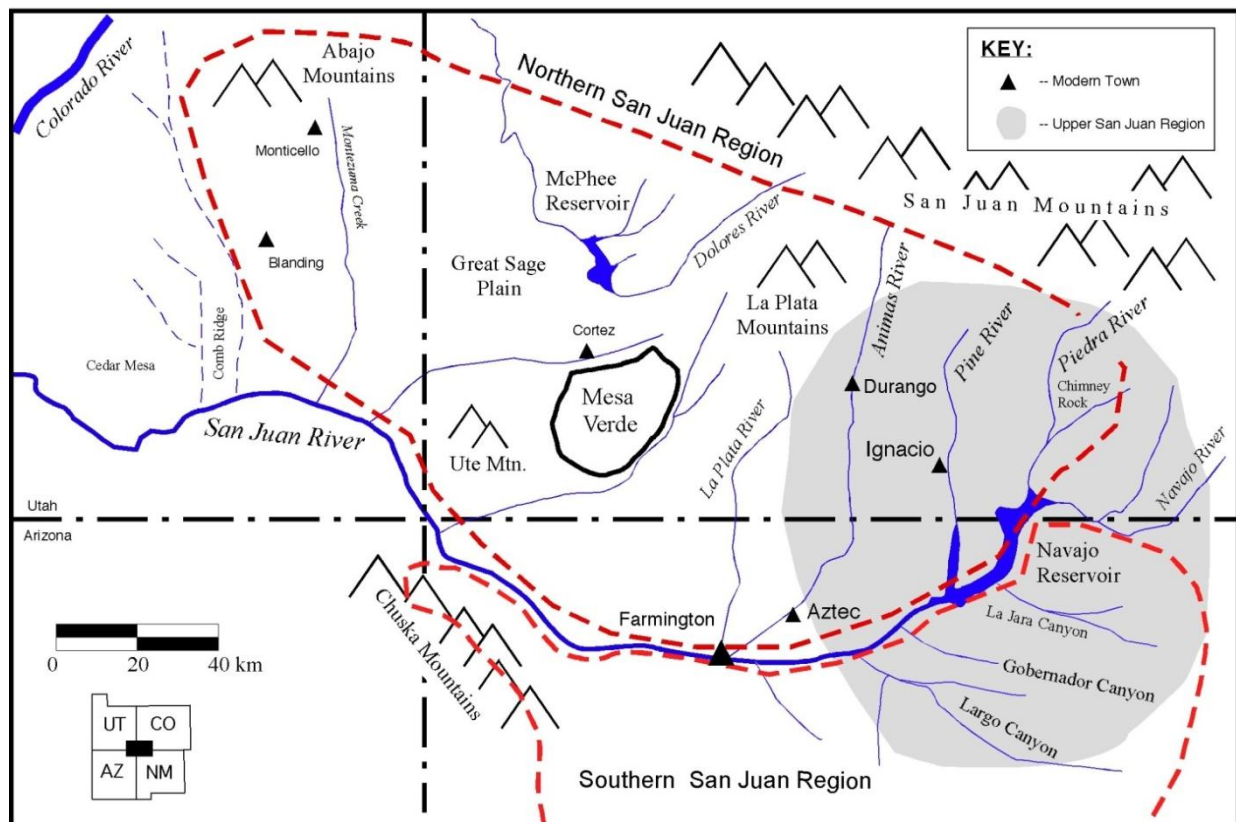 Colorado River
Abajo
Mountains
Northern San Juan Region
KEY:
-- Modern Town
-- Upper San Juan Region
Monticello
Montezuma Creek
McPhee
Reservoir
Dolores River
San Juan Mountains
Blanding
Great Sage
Plain
La Plata
Mountains
Animas River
Pine River
Piedra River
Cedar Mesa
Comb Ridge
Cortez
Mesa
Verde
Durango
Chimney
Rock
San Juan River
Ute Mtn.
La Plata River
Ignacio
Navajo River
Utah
Arizona
Navajo
Reservoir
Chuska Mountains
Farmington
Aztec
La Jara Canyon
Gobernador Canyon
Largo Canyon
0 20 40 km
UT CO
AZ NM
Southern San Juan Region